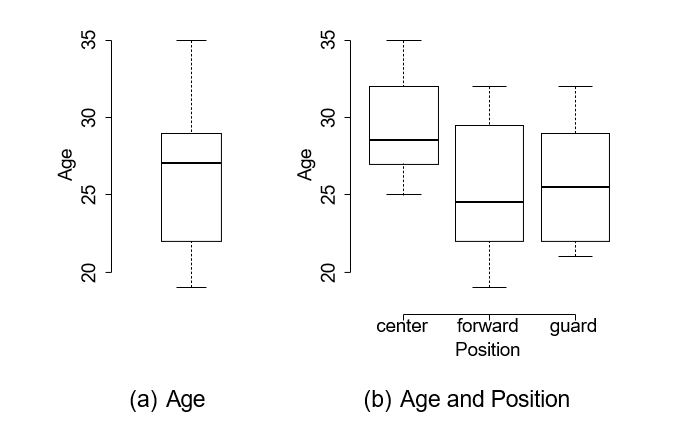 35
30
25
20
Age
(a) Age
35
30
25
20
Age
center forward guard
Position
(b) Age and Position